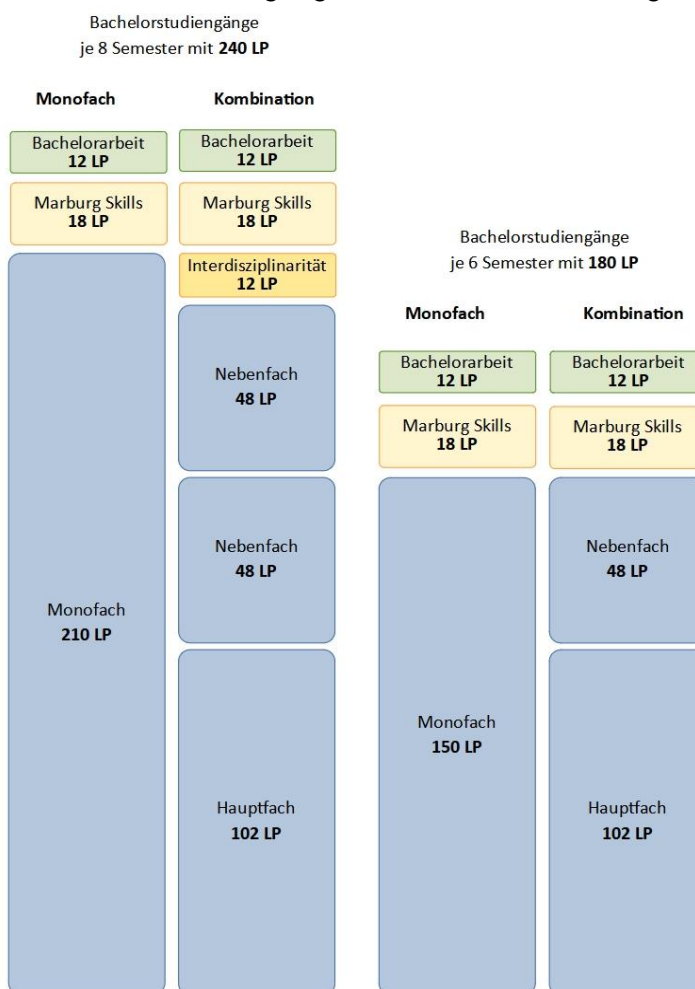 Bachelorstudiengänge
je 8 Semester mit 240 LP
Monofach
Kombination
Bachelorarbeit
12 LP
Marburg Skills
18 LP
Monofach
210 LP
Bachelorarbeit
12 LP
Marburg Skills
18 LP
Interdisziplinarität
12 LP
Nebenfach
48 LP
Nebenfach
48 LP
Hauptfach
102 LP
Bachelorstudiengänge
je 6 Semester mit 180 LP
Monofach
Kombination
Bachelorarbeit
12 LP
Marburg Skills
18 LP
Monofach
150 LP
Bachelorarbeit
12 LP
Marburg Skills
18 LP
Nebenfach
48 LP
Hauptfach
102 LP